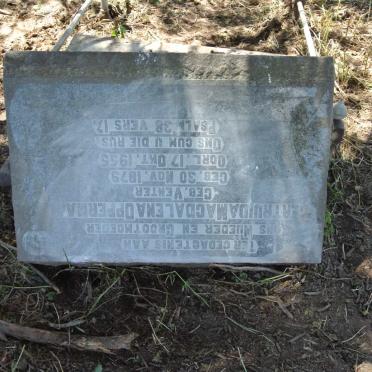 TER GEDAGTENIS AAN
ONS MOEDER EN GROOTMOEDER
MAGDALENA OPPERMAN
GEB. VENTER
GEB. 30 NOV. 1879
OORL. 17 OKT. 1955
ONS GUN U DIE RUS
PSALM 38 VERS 17